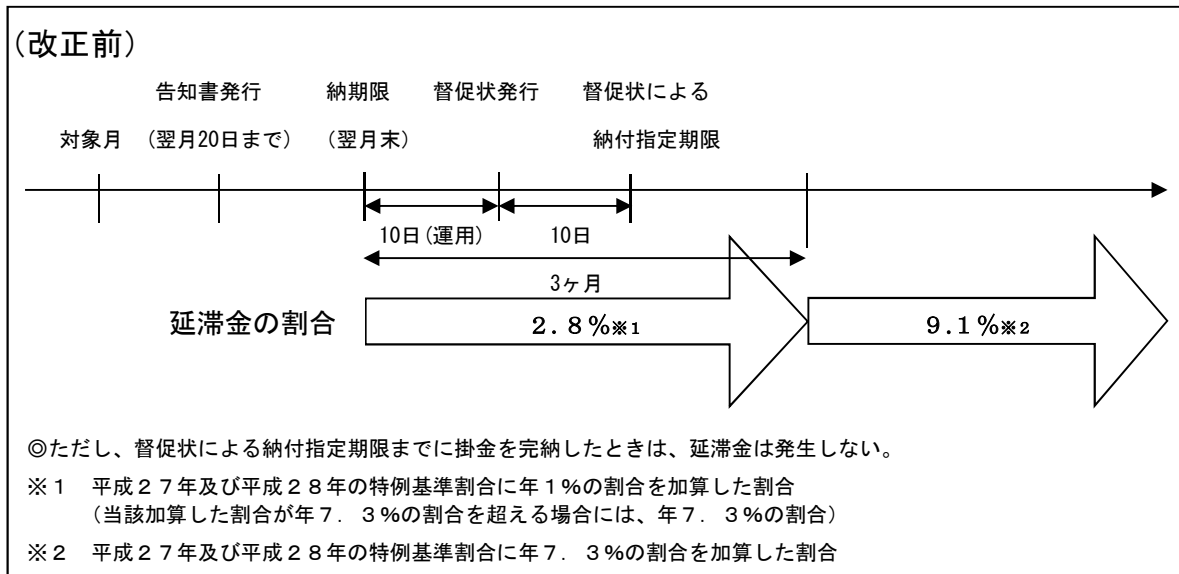 （改正前）
告知書発行 納期限 督促状発行 督促状による
対象月 （翌月20日まで） （翌月末） 納付指定期限
10日（運用） 10日
3ヶ月
延滞金の割合 2.8％※1 9.1％※2
◎ただし、督促状による納付指定期限までに掛金を完納したときは、延滞金は発生しない。
※１ 平成２７年及び平成２８年の特例基準割合に年１％の割合を加算した割合
（当該加算した割合が年７．３％の割合を超える場合には、年７．３％の割合）
※２ 平成２７年及び平成２８年の特例基準割合に年７．３％の割合を加算した割合